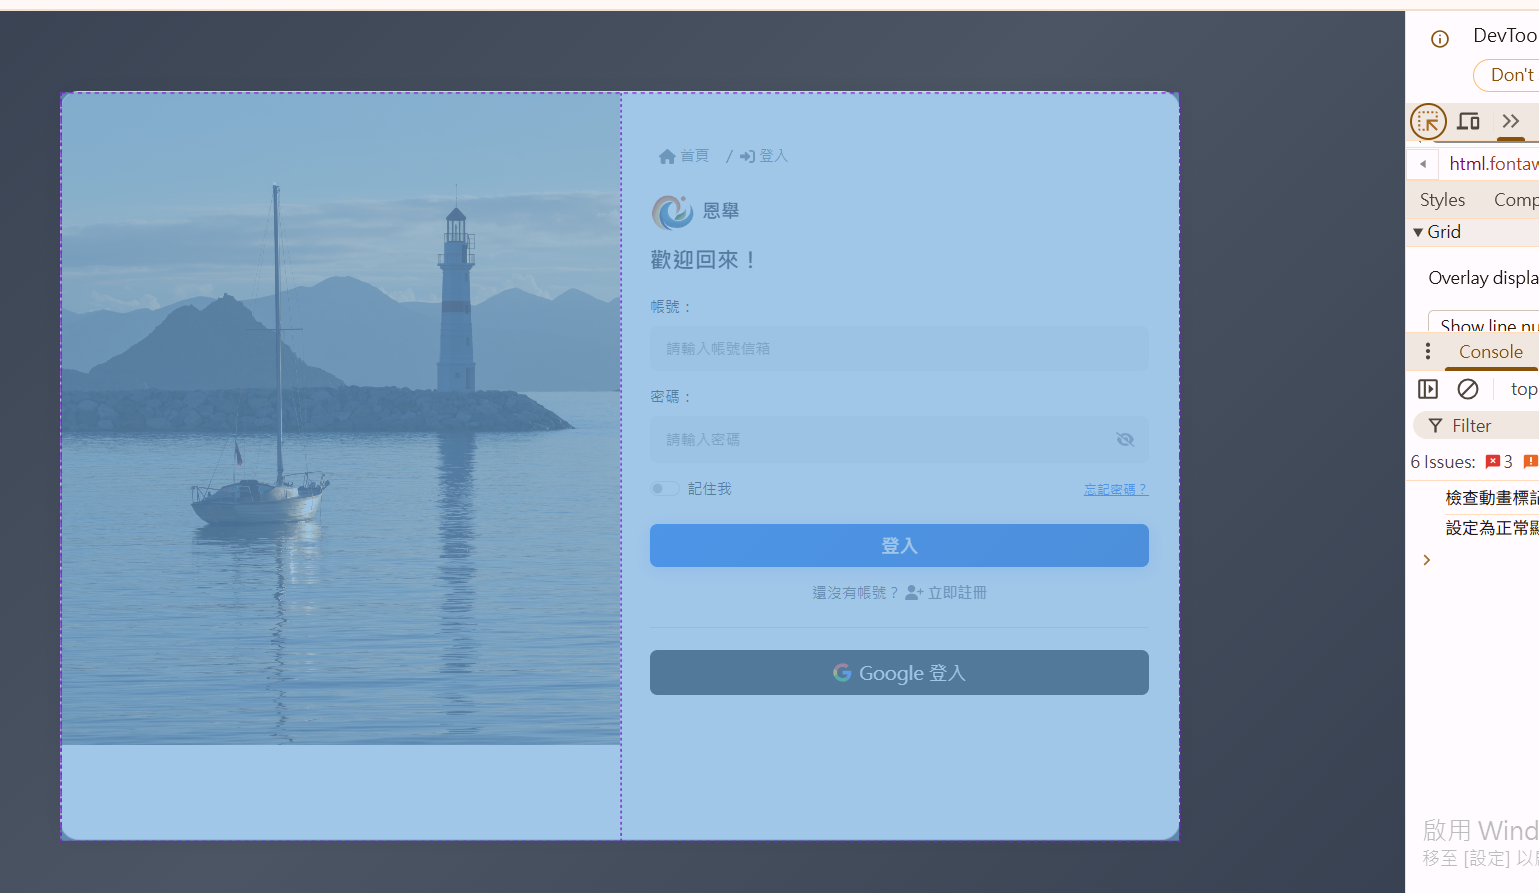 DevToo
Don't
首頁 / 登入
html.fontaw
恩舉
Styles Comp
Grid
歡迎回來！
Overlay displa
帳號：
Show line nu
請輸入帳號信箱
Console
密碼：
top
請輸入密碼
Filter
6 Issues: 3
記住我 忘記密碼？
檢查動畫標記
設定為正常顯
登入
還沒有帳號？ 立即註冊
Google 登入
啟用 Wind
移至 [設定] 以